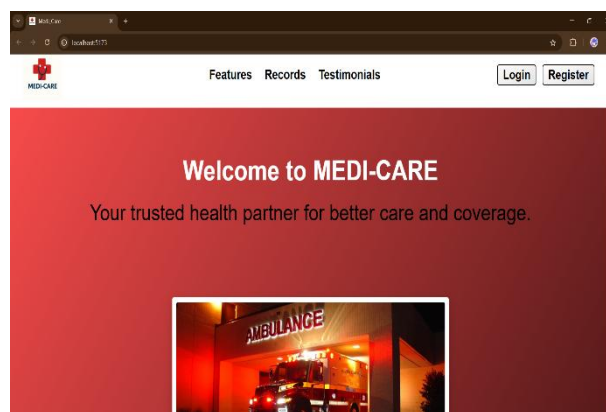 Medi-Care
localhost:5173
MEDI-CARE
Features Records Testimonials
Login Register
Welcome to MEDI-CARE
Your trusted health partner for better care and coverage.
AMBULANCE